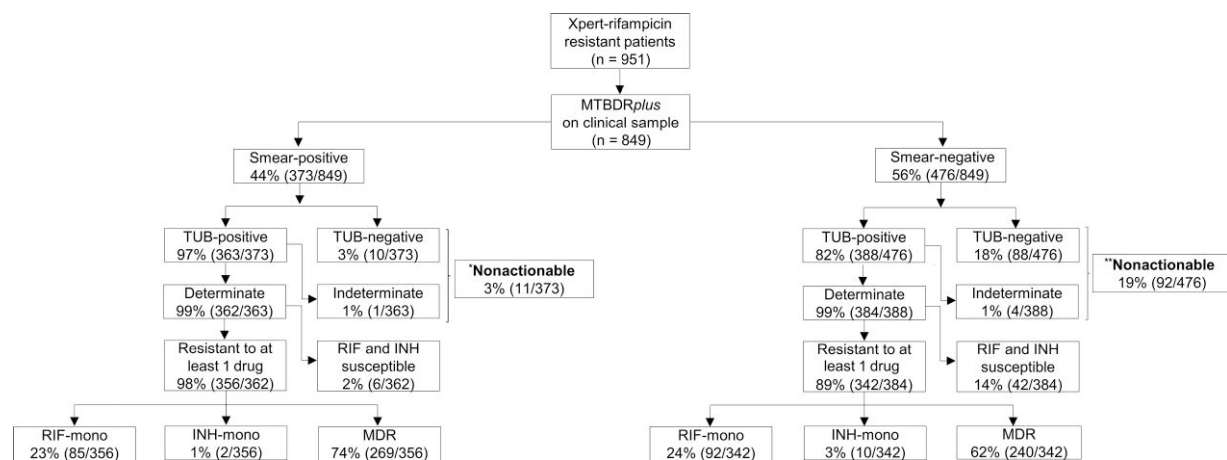 Xpert-rifampicin
resistant patients
(n = 951)
MTBDRplus
on clinical sample
(n = 849)
Smear-positive
44% (373/849)
TUB-positive
97% (363/373)
TUB-negative
3% (10/373)
*Nonactionable
3% (11/373)
Determinate
99% (362/363)
Indeterminate
1% (1/363)
Resistant to at
least 1 drug
98% (356/362)
RIF and INH
susceptible
2% (6/362)
RIF-mono
23% (85/356)
INH-mono
1% (2/356)
MDR
74% (269/356)
Smear-negative
56% (476/849)
TUB-positive
82% (388/476)
TUB-negative
18% (88/476)
**Nonactionable
19% (92/476)
Determinate
99% (384/388)
Indeterminate
1% (4/388)
Resistant to at
least 1 drug
89% (342/384)
RIF and INH
susceptible
14% (42/384)
RIF-mono
24% (92/342)
INH-mono
3% (10/342)
MDR
62% (240/342)